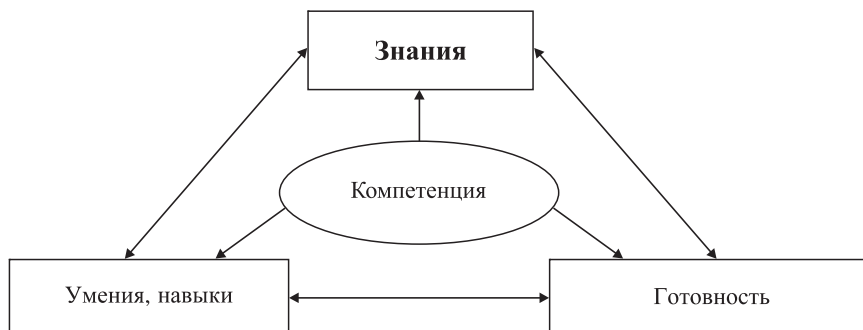 Знания
Компетенция
Умения, навыки
Готовность